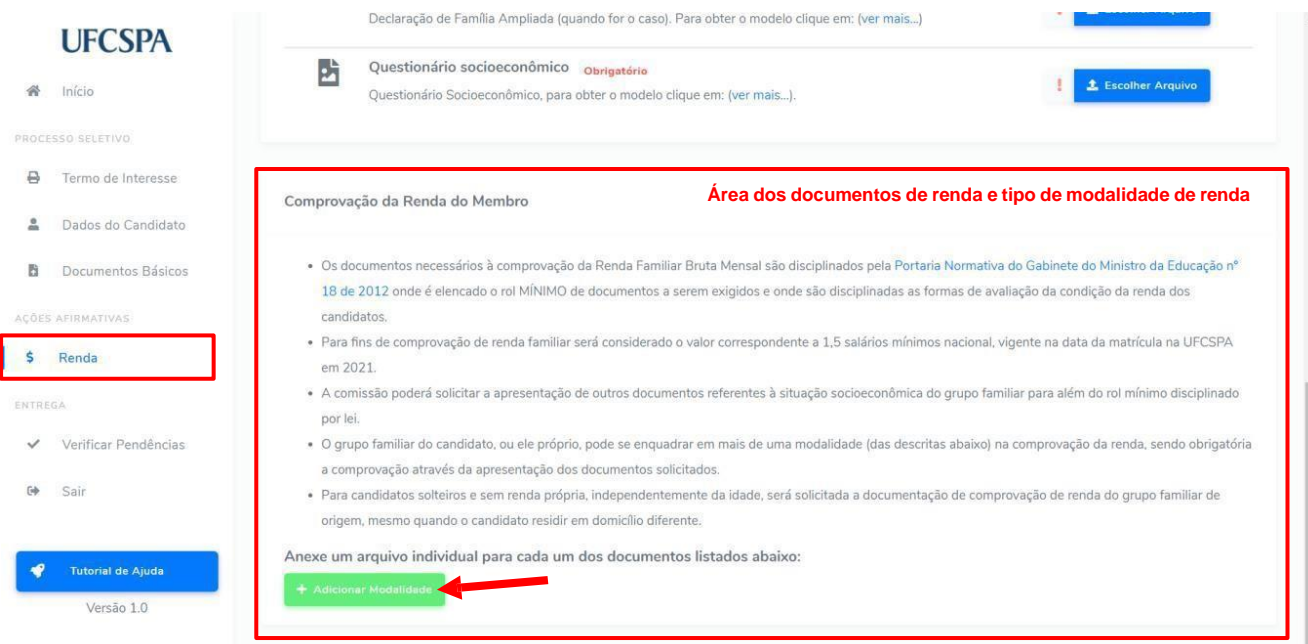 UFCSPA
Início
PROCESSO SELETIVO
Termo de Interesse
Dados do Candidato
Documentos Básicos
AÇÕES AFIRMATIVAS
$ Renda
ENTREGA
Verificar Pendências
Sair
Tutorial de Ajuda
Versão 1.0
Declaração de Família Ampliada (quando for o caso). Para obter o modelo clique em: (ver mais...)
! Escolher Arquivo
Questionário socioeconômico Obrigatório
Questionário Socioeconômico, para obter o modelo clique em: (ver mais...).
! Escolher Arquivo
Área dos documentos de renda e tipo de modalidade de renda
Comprovação da Renda do Membro
• Os documentos necessários à comprovação da Renda Familiar Bruta Mensal são disciplinados pela Portaria Normativa do Gabinete do Ministro da Educação nº
18 de 2012 onde é elencado o rol MÍNIMO de documentos a serem exigidos e onde são disciplinadas as formas de avaliação da condição da renda dos
candidatos.
• Para fins de comprovação de renda familiar será considerado o valor correspondente a 1,5 salários mínimos nacional, vigente na data da matrícula na UFCSPA
em 2021.
• A comissão poderá solicitar a apresentação de outros documentos referentes à situação socioeconômica do grupo familiar para além do rol mínimo disciplinado
por lei.
• O grupo familiar do candidato, ou ele próprio, pode se enquadrar em mais de uma modalidade (das descritas abaixo) na comprovação da renda, sendo obrigatória
a comprovação através da apresentação dos documentos solicitados.
• Para candidatos solteiros e sem renda própria, independentemente da idade, será solicitada a documentação de comprovação de renda do grupo familiar de
origem, mesmo quando o candidato residir em domicílio diferente.
Anexe um arquivo individual para cada um dos documentos listados abaixo:
+ Adicionar Modalidade